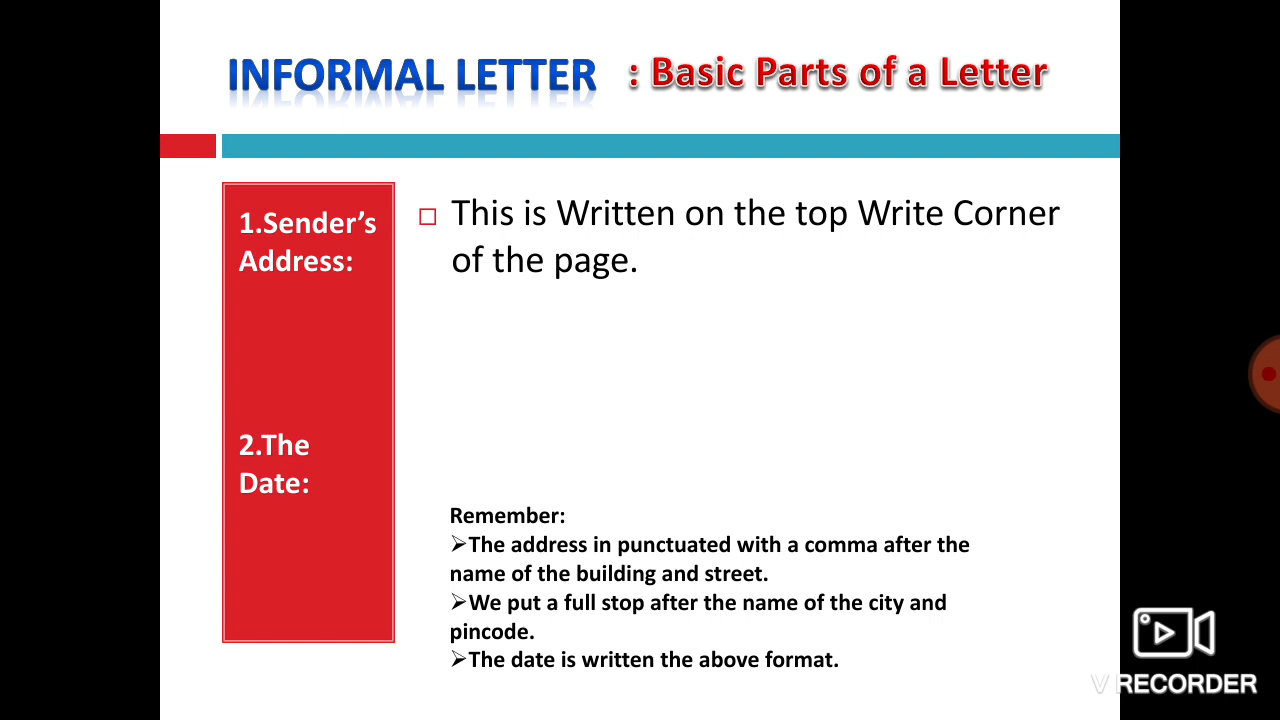 INFORMAL LETTER : Basic Parts of a Letter
1.Sender's
Address:
This is Written on the top Write Corner
of the page.
2.The
Date:
Remember:
➢The address in punctuated with a comma after the
name of the building and street.
➢We put a full stop after the name of the city and
pincode.
➢The date is written the above format.
V RECORDER